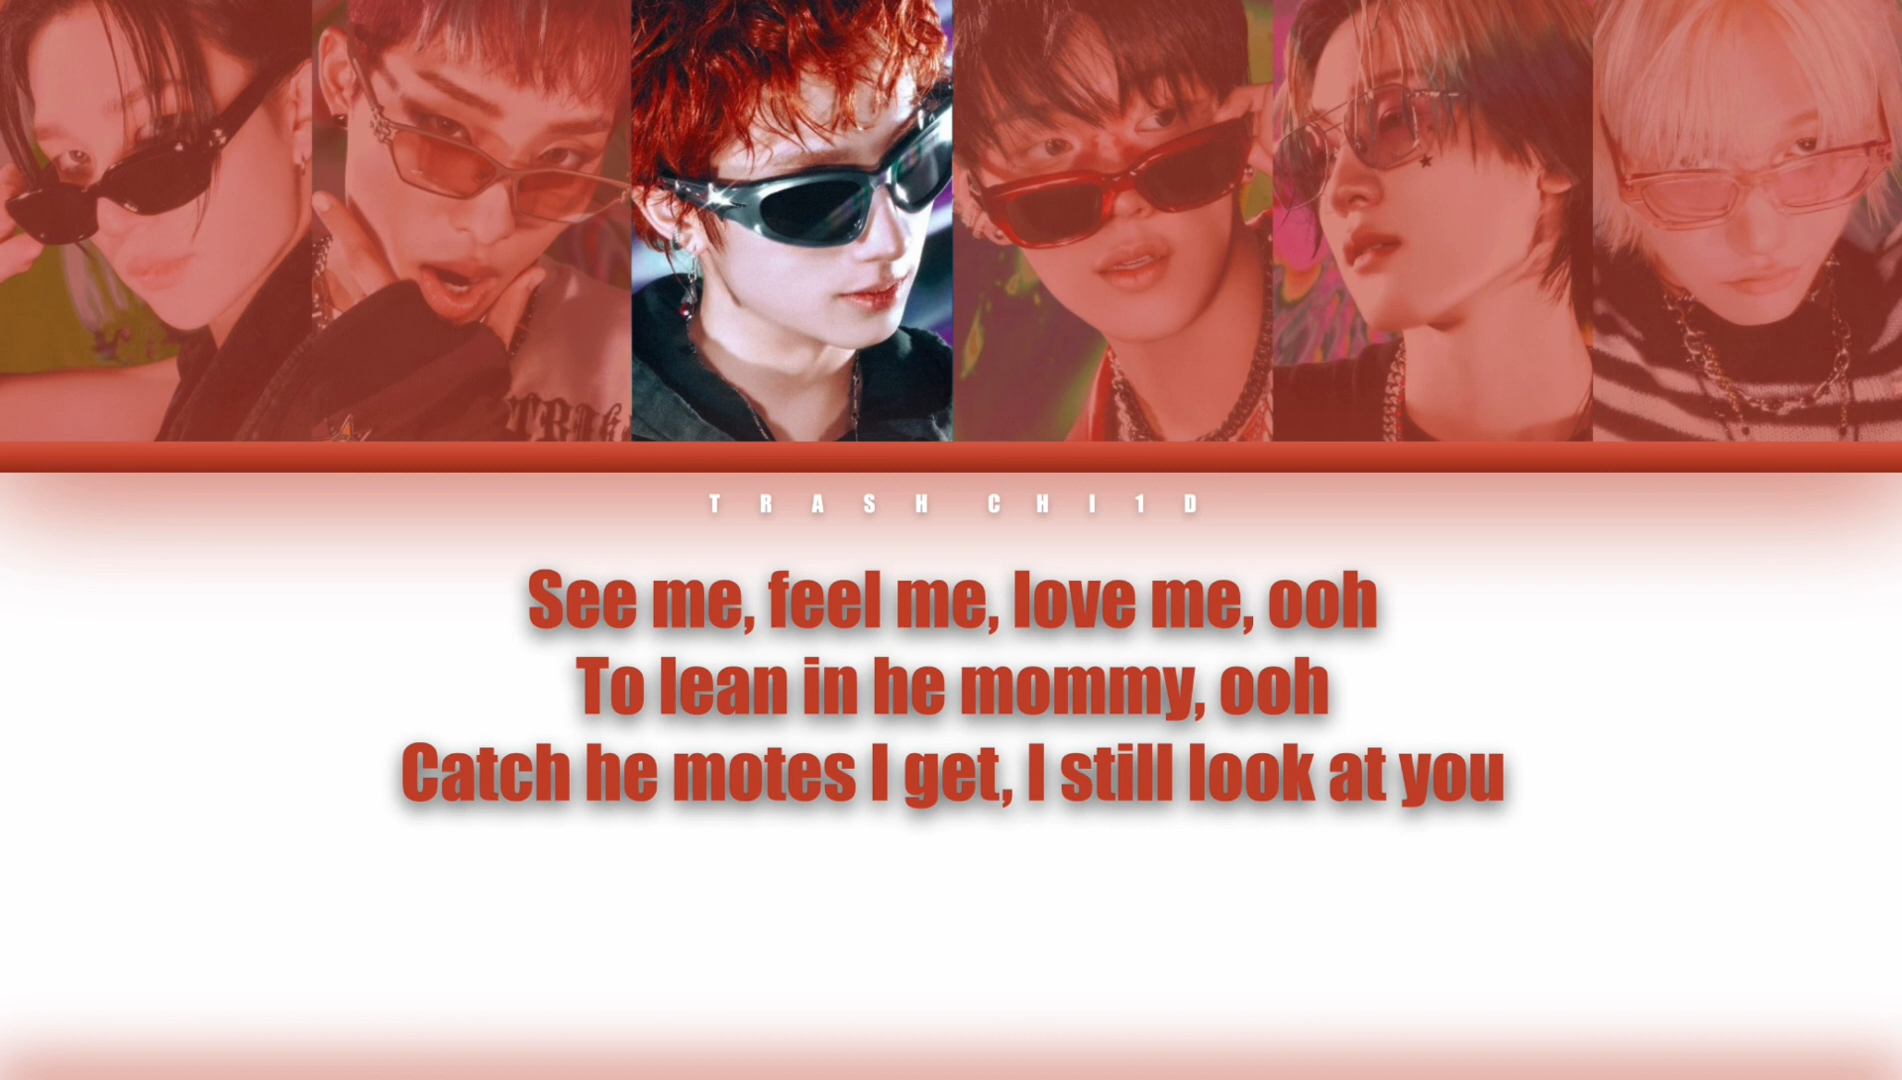 T R A S H C H I 1 D
See me, feel me, love me, ooh
To lean in he mommy, ooh
Catch he motes I get, I still look at you